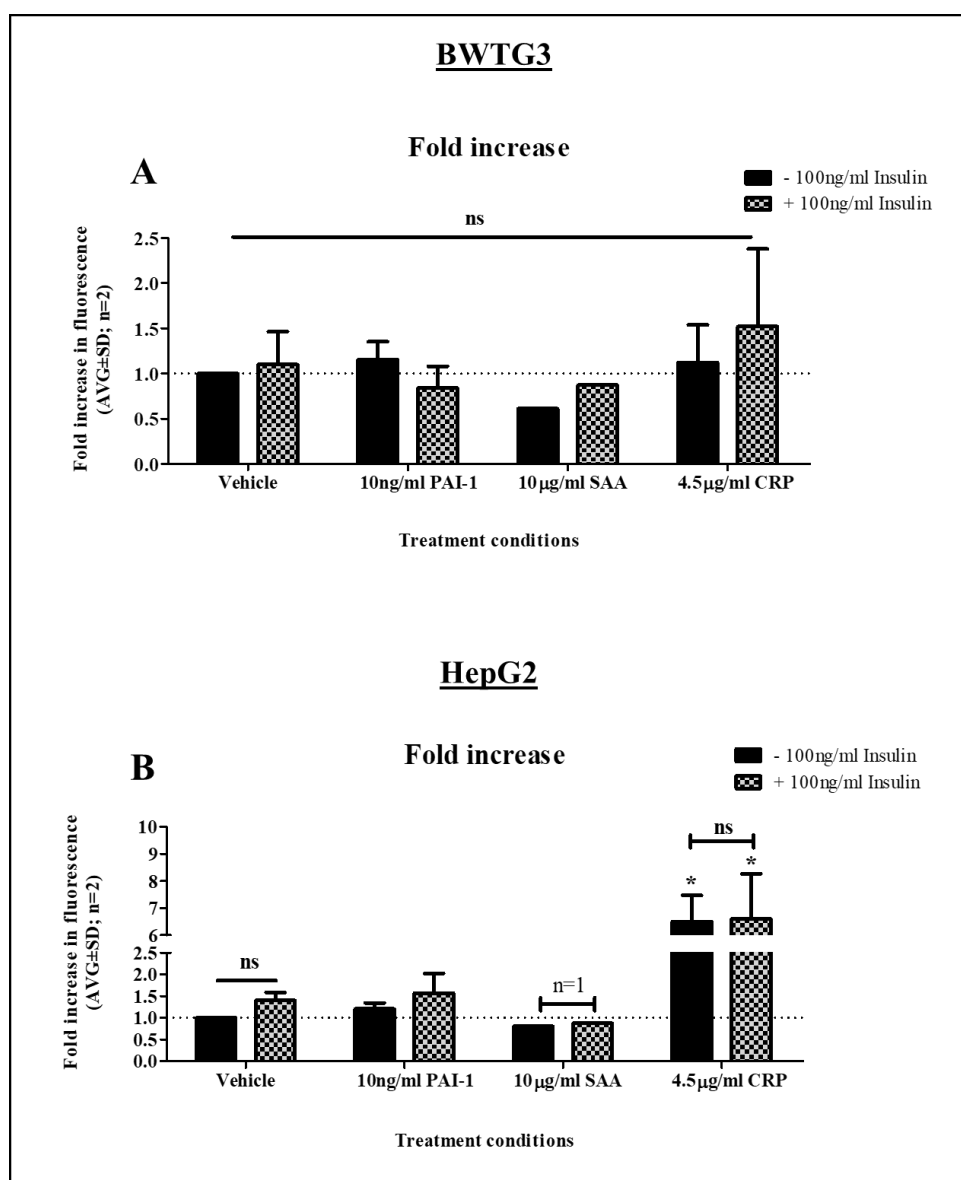 BWTG3
Fold increase
A
- 100ng/ml Insulin
+ 100ng/ml Insulin
ns
Fold increase in fluorescence
(AVG±SD; n=2)
2.5
2.0
1.5
1.0
0.5
0.0
Vehicle
10ng/ml PAI-1
10µg/ml SAA
4.5µg/ml CRP
Treatment conditions
HepG2
Fold increase
B
- 100ng/ml Insulin
+ 100ng/ml Insulin
Fold increase in fluorescence
(AVG±SD; n=2)
10
9
8
7
6
2.5
2.0
1.5
1.0
0.5
0.0
ns
n=1
ns
*
*
Vehicle
10ng/ml PAI-1
10µg/ml SAA
4.5µg/ml CRP
Treatment conditions